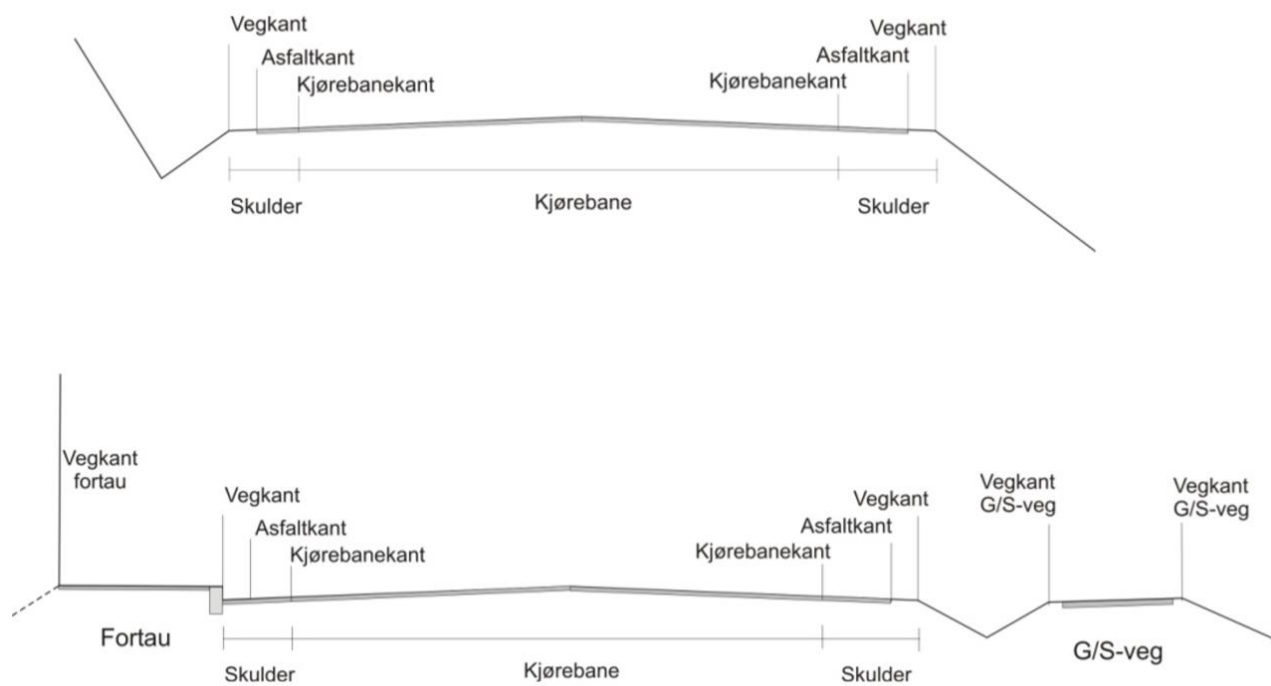 Vegkant
Vegkant
Asfaltkant
Asfaltkant
Kjørebanekant
Kjørebanekant
Skulder
Kjørebane
Skulder
Vegkant
fortau
Vegkant
G/S-veg
Vegkant
G/S-veg
Vegkant
Vegkant
Asfaltkant
Asfaltkant
Kjørebanekant
Kjørebanekant
Fortau
G/S-veg
Skulder
Kjørebane
Skulder